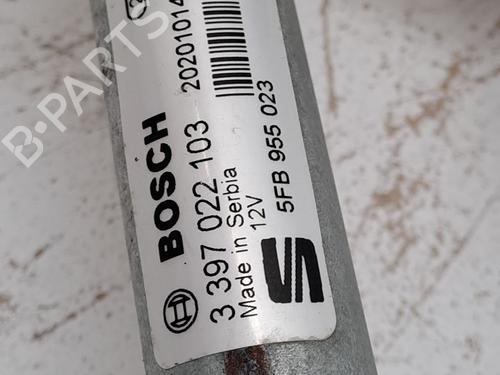 BOSCH
20201014
3 397 022 103
Made in Serbia
12V
5FB 955 023
B-PARTS